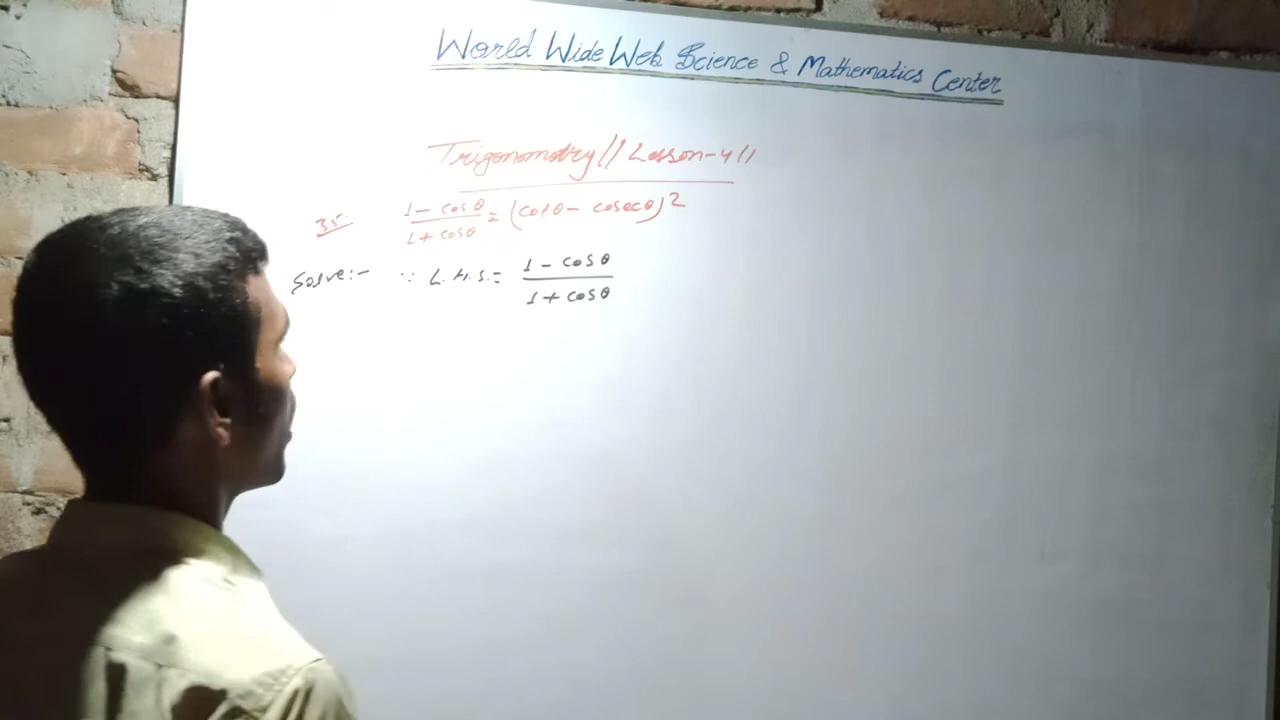 World Wide Web Science & Mathematics Center
Trigonometry // Lesson-4 //
35. (1 - cosθ)/(1 + cosθ) = (cotθ - cosecθ)²
Solve:- ∵ L.H.S. = (1 - cosθ)/(1 + cosθ)